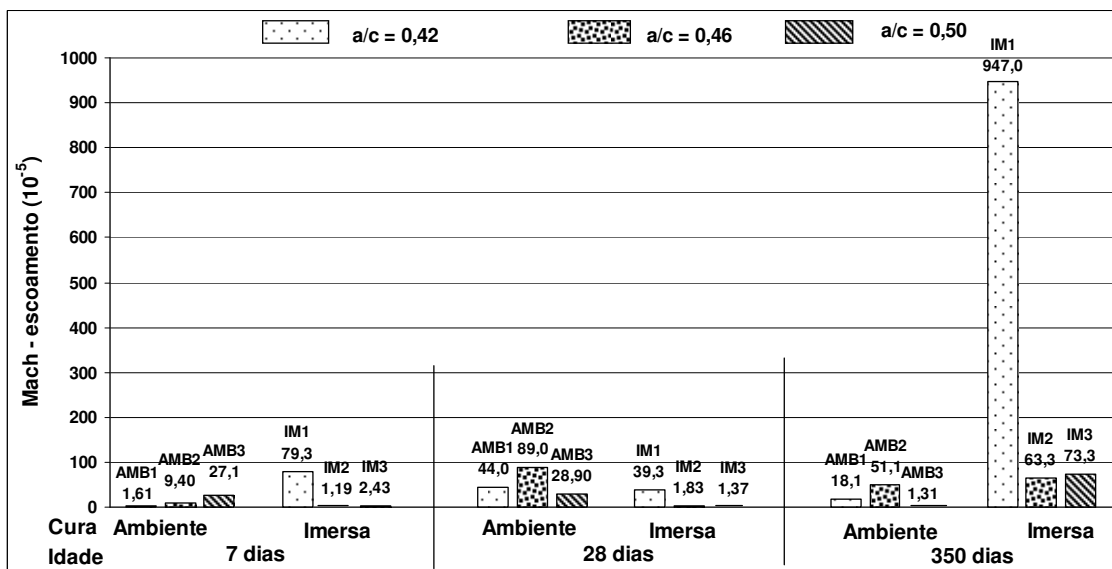 a/c = 0,42
a/c = 0,46
a/c = 0,50
Mach - escoamento (10⁻⁵)
1000
900
800
700
600
500
400
300
200
100
0
AMB1
1,61
AMB2
9,40
AMB3
27,1
IM1
79,3
IM2
1,19
IM3
2,43
AMB1
44,0
AMB2
89,0
AMB3
28,90
IM1
39,3
IM2
1,83
IM3
1,37
AMB1
18,1
AMB2
51,1
AMB3
1,31
IM1
947,0
IM2
63,3
IM3
73,3
Cura Ambiente Imersa Ambiente Imersa Ambiente Imersa
Idade 7 dias 28 dias 350 dias